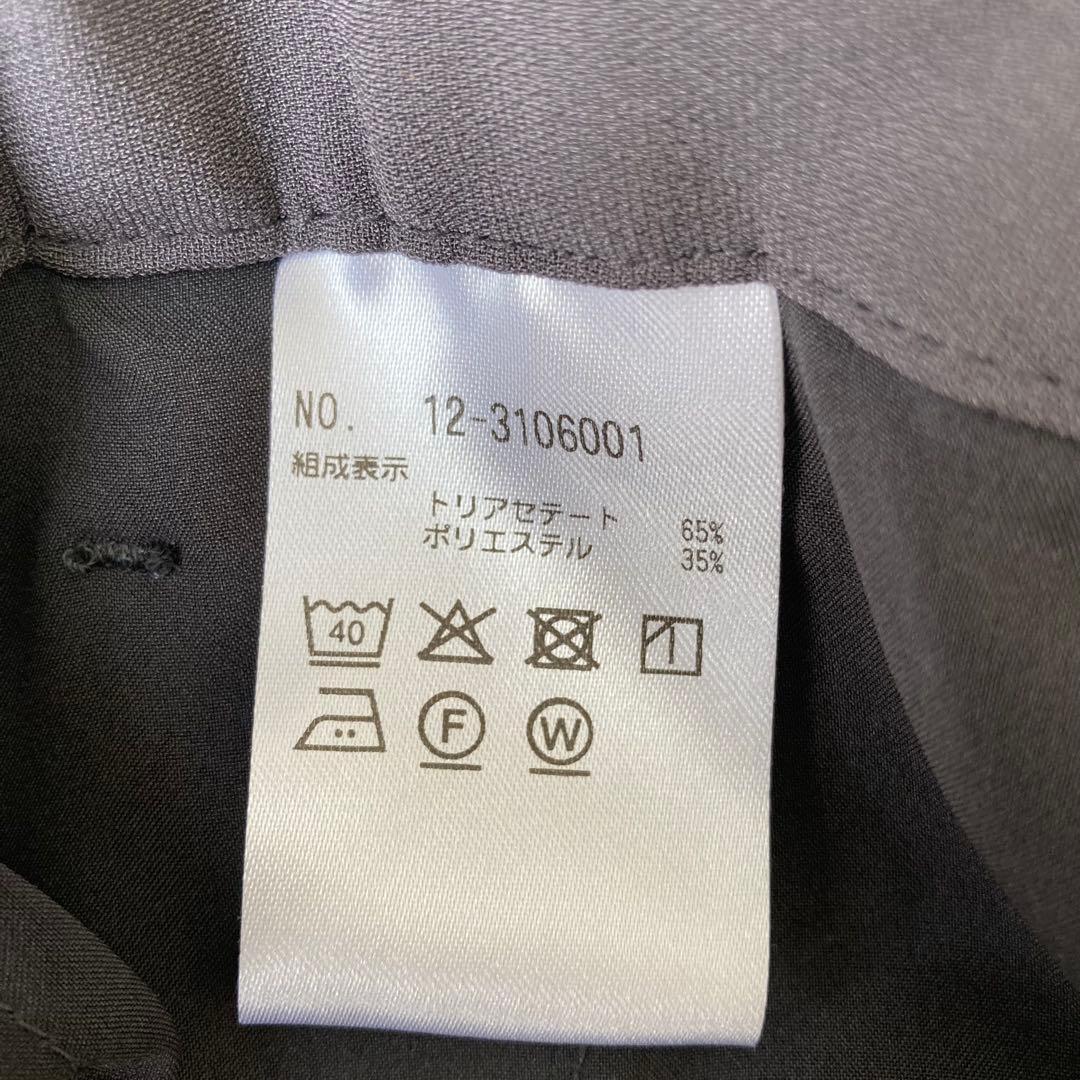 NO. 12-3106001
組成表示
トリアセテート 65%
ポリエステル 35%
40
F W